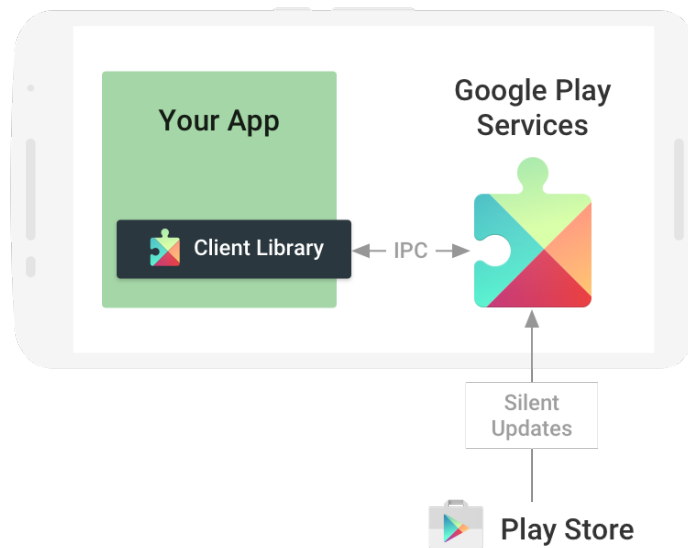 Your App
Google Play
Services
Client Library
IPC
Silent
Updates
Play Store